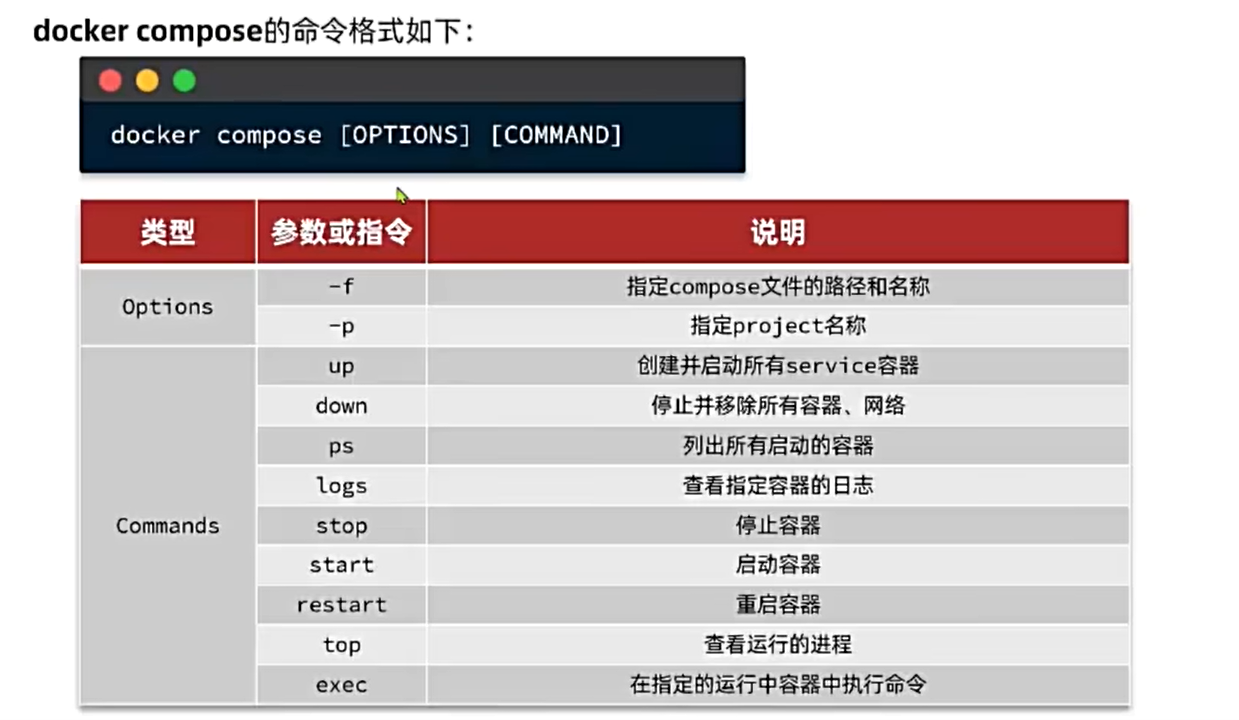 docker compose的命令格式如下：
docker compose [OPTIONS] [COMMAND]
类型 参数或指令 说明
Options
-f 指定compose文件的路径和名称
-p 指定project名称
Commands
up 创建并启动所有service容器
down 停止并移除所有容器、网络
ps 列出所有启动的容器
logs 查看指定容器的日志
stop 停止容器
start 启动容器
restart 重启容器
top 查看运行的进程
exec 在指定的运行中容器中执行命令